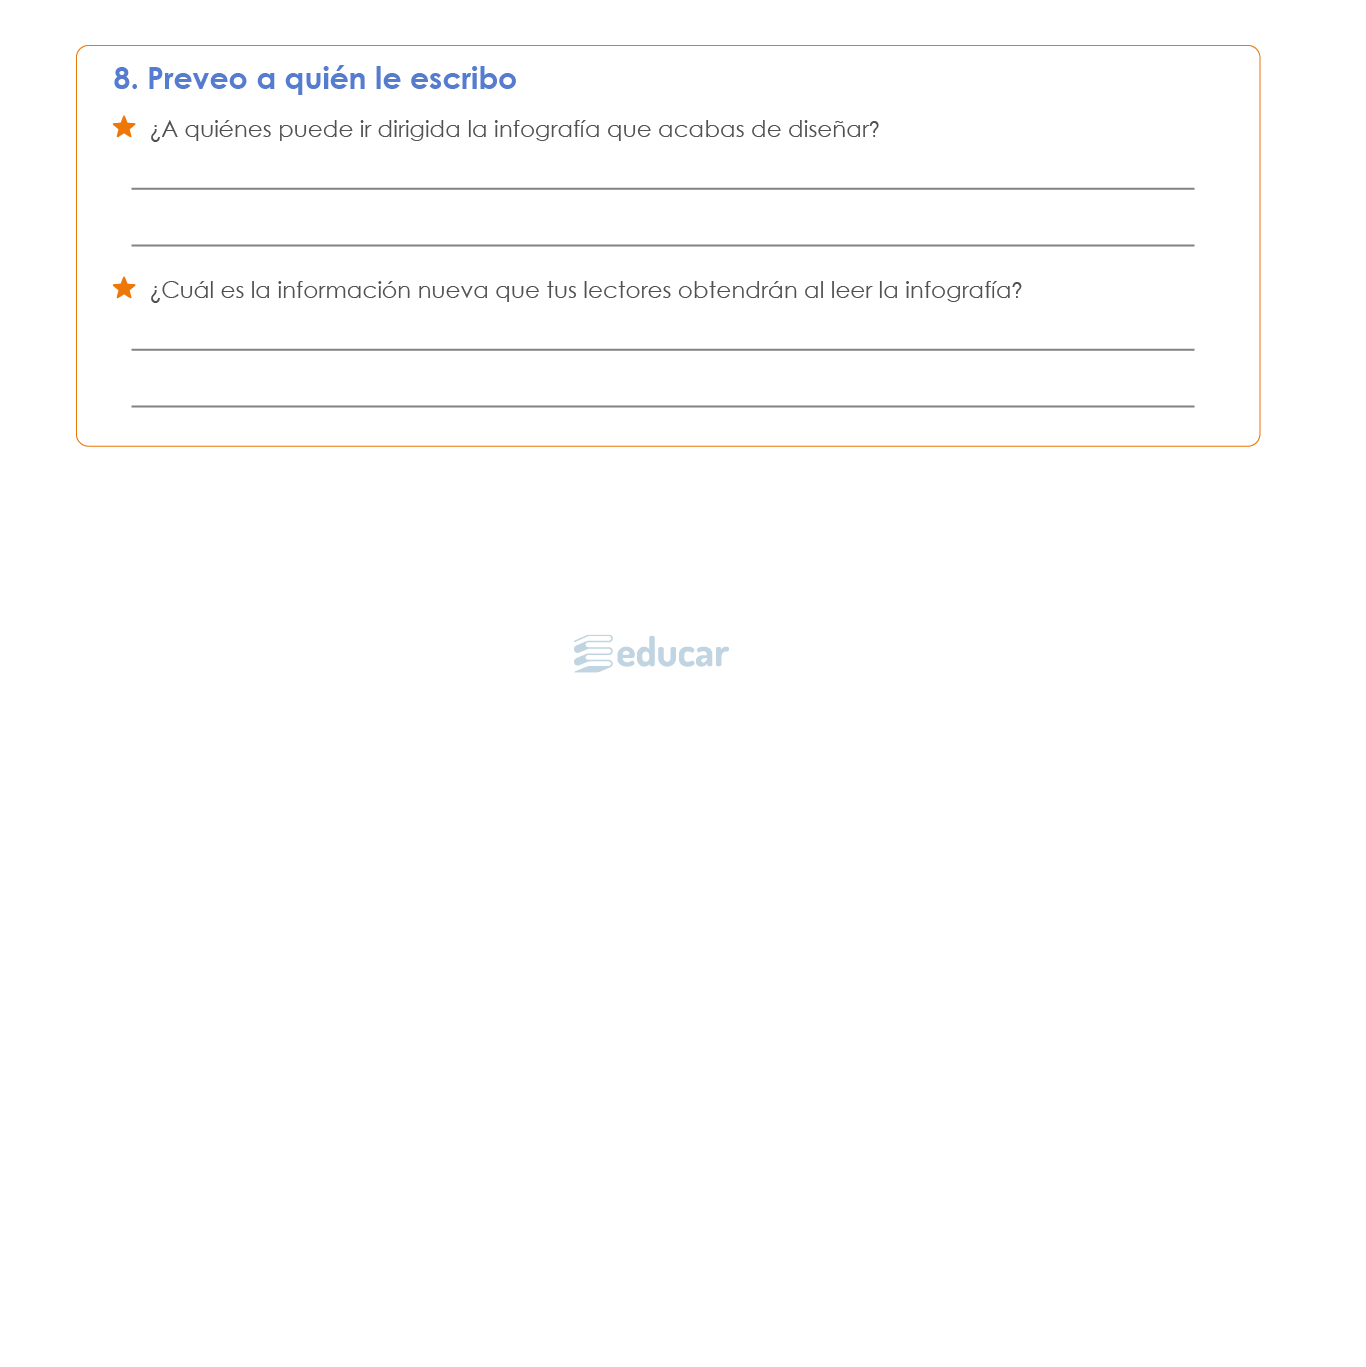 8. Preveo a quién le escribo
¿A quiénes puede ir dirigida la infografía que acabas de diseñar?
¿Cuál es la información nueva que tus lectores obtendrán al leer la infografía?
educar